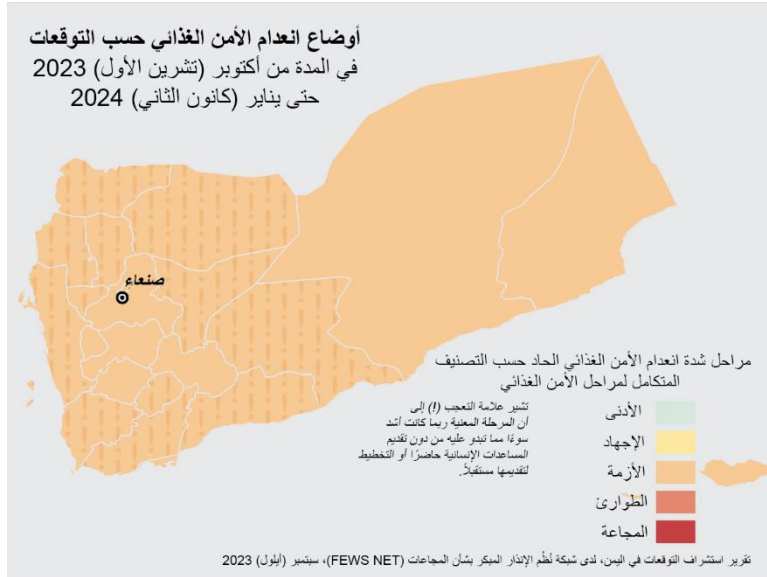 أوضاع انعدام الأمن الغذائي حسب التوقعات
في المدة من أكتوبر (تشرين الأول) 2023
حتى يناير (كانون الثاني) 2024
صنعاء
مراحل شدة انعدام الأمن الغذائي الحاد حسب التصنيف
المتكامل لمراحل الأمن الغذائي
الأدنى
الإجهاد
الأزمة
الطوارئ
المجاعة
تشير علامة التعجب (!) إلى
أن المرحلة المعنية ربما كانت أشد
سوءًا مما تبدو عليه من دون تقديم
المساعدات الإنسانية حاضرًا أو التخطيط
لتقديمها مستقبلاً.
تقرير استشراف التوقعات في اليمن، لدى شبكة نُظُم الإنذار المبكر بشأن المجاعات (FEWS NET)، سبتمبر (أيلول) 2023